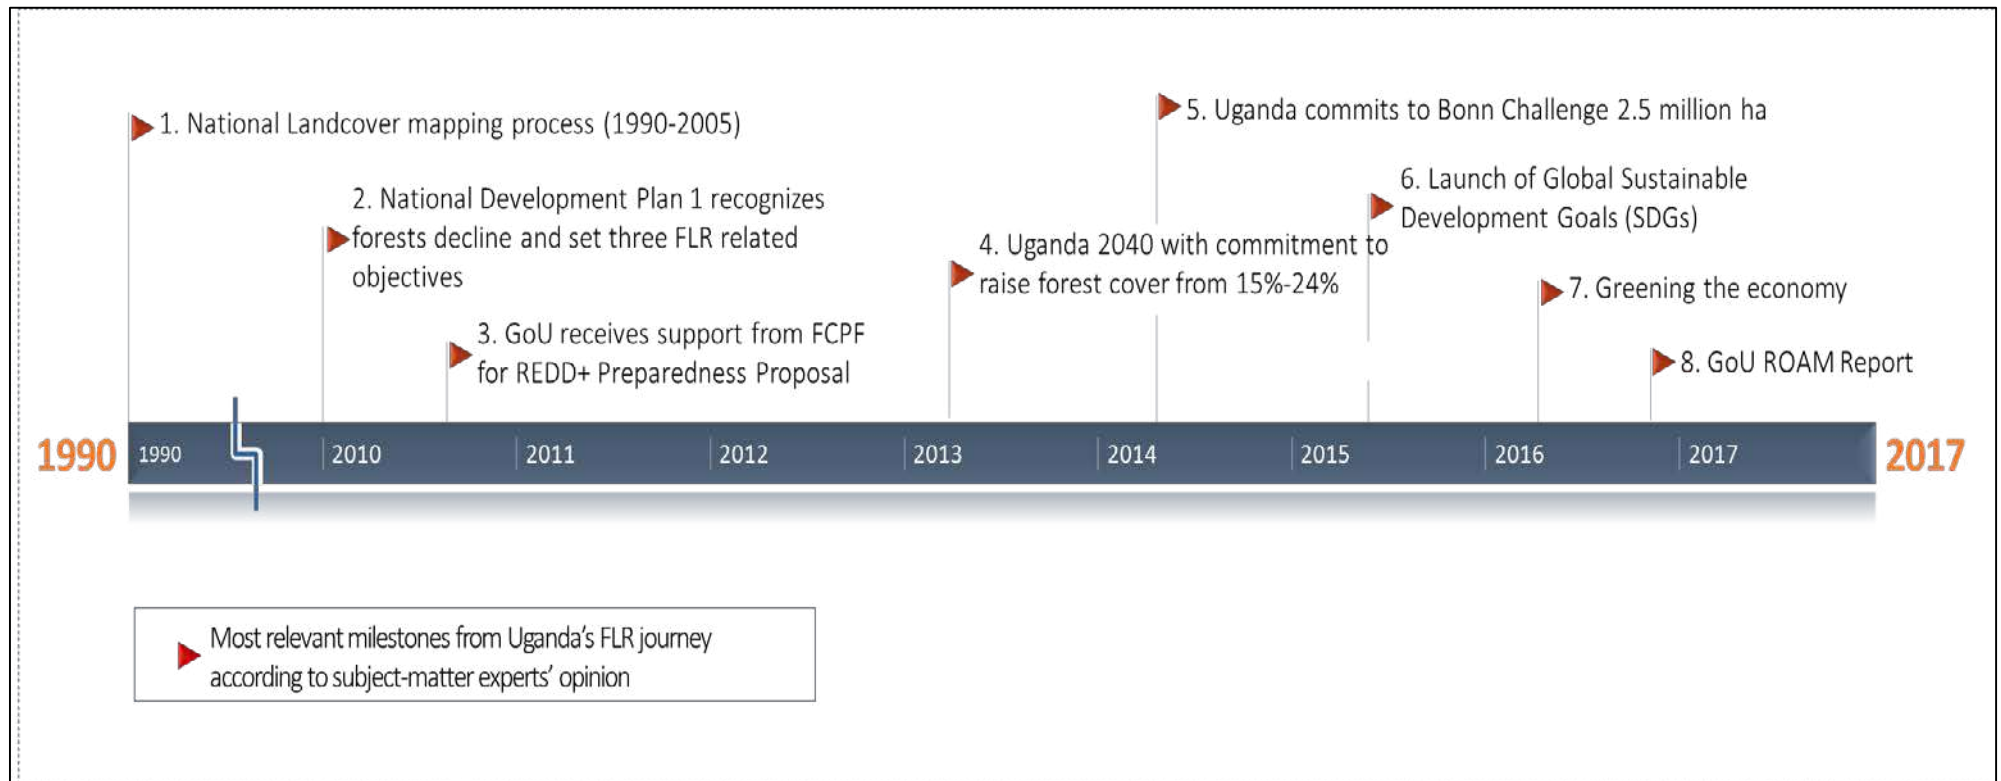 1. National Landcover mapping process (1990-2005)
2. National Development Plan 1 recognizes
forests decline and set three FLR related
objectives
3. GoU receives support from FCPF
for REDD+ Preparedness Proposal
4. Uganda 2040 with commitment to
raise forest cover from 15%-24%
5. Uganda commits to Bonn Challenge 2.5 million ha
6. Launch of Global Sustainable
Development Goals (SDGs)
7. Greening the economy
8. GoU ROAM Report
1990 1990 2010 2011 2012 2013 2014 2015 2016 2017 2017
Most relevant milestones from Uganda's FLR journey
according to subject-matter experts' opinion